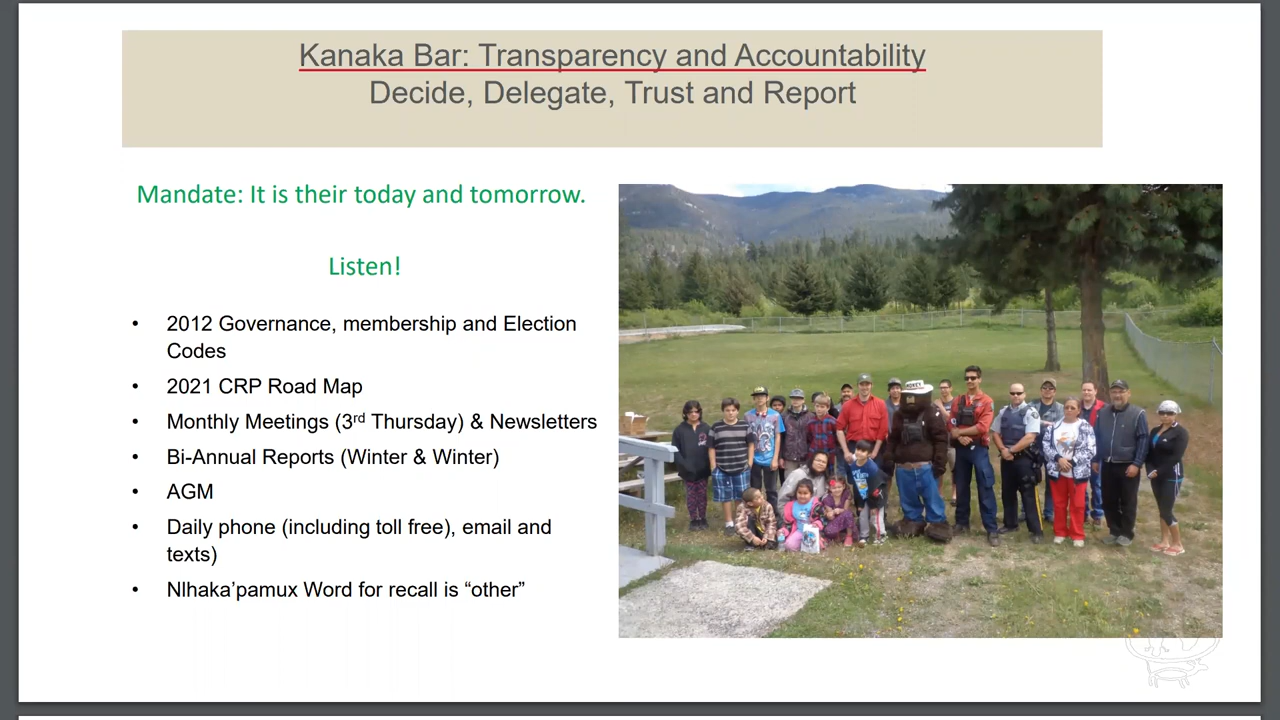 Kanaka Bar: Transparency and Accountability
Decide, Delegate, Trust and Report
Mandate: It is their today and tomorrow.
Listen!
• 2012 Governance, membership and Election
Codes
• 2021 CRP Road Map
• Monthly Meetings (3rd Thursday) & Newsletters
• Bi-Annual Reports (Winter & Winter)
• AGM
• Daily phone (including toll free), email and
texts)
• Nlhaka’pamux Word for recall is “other”